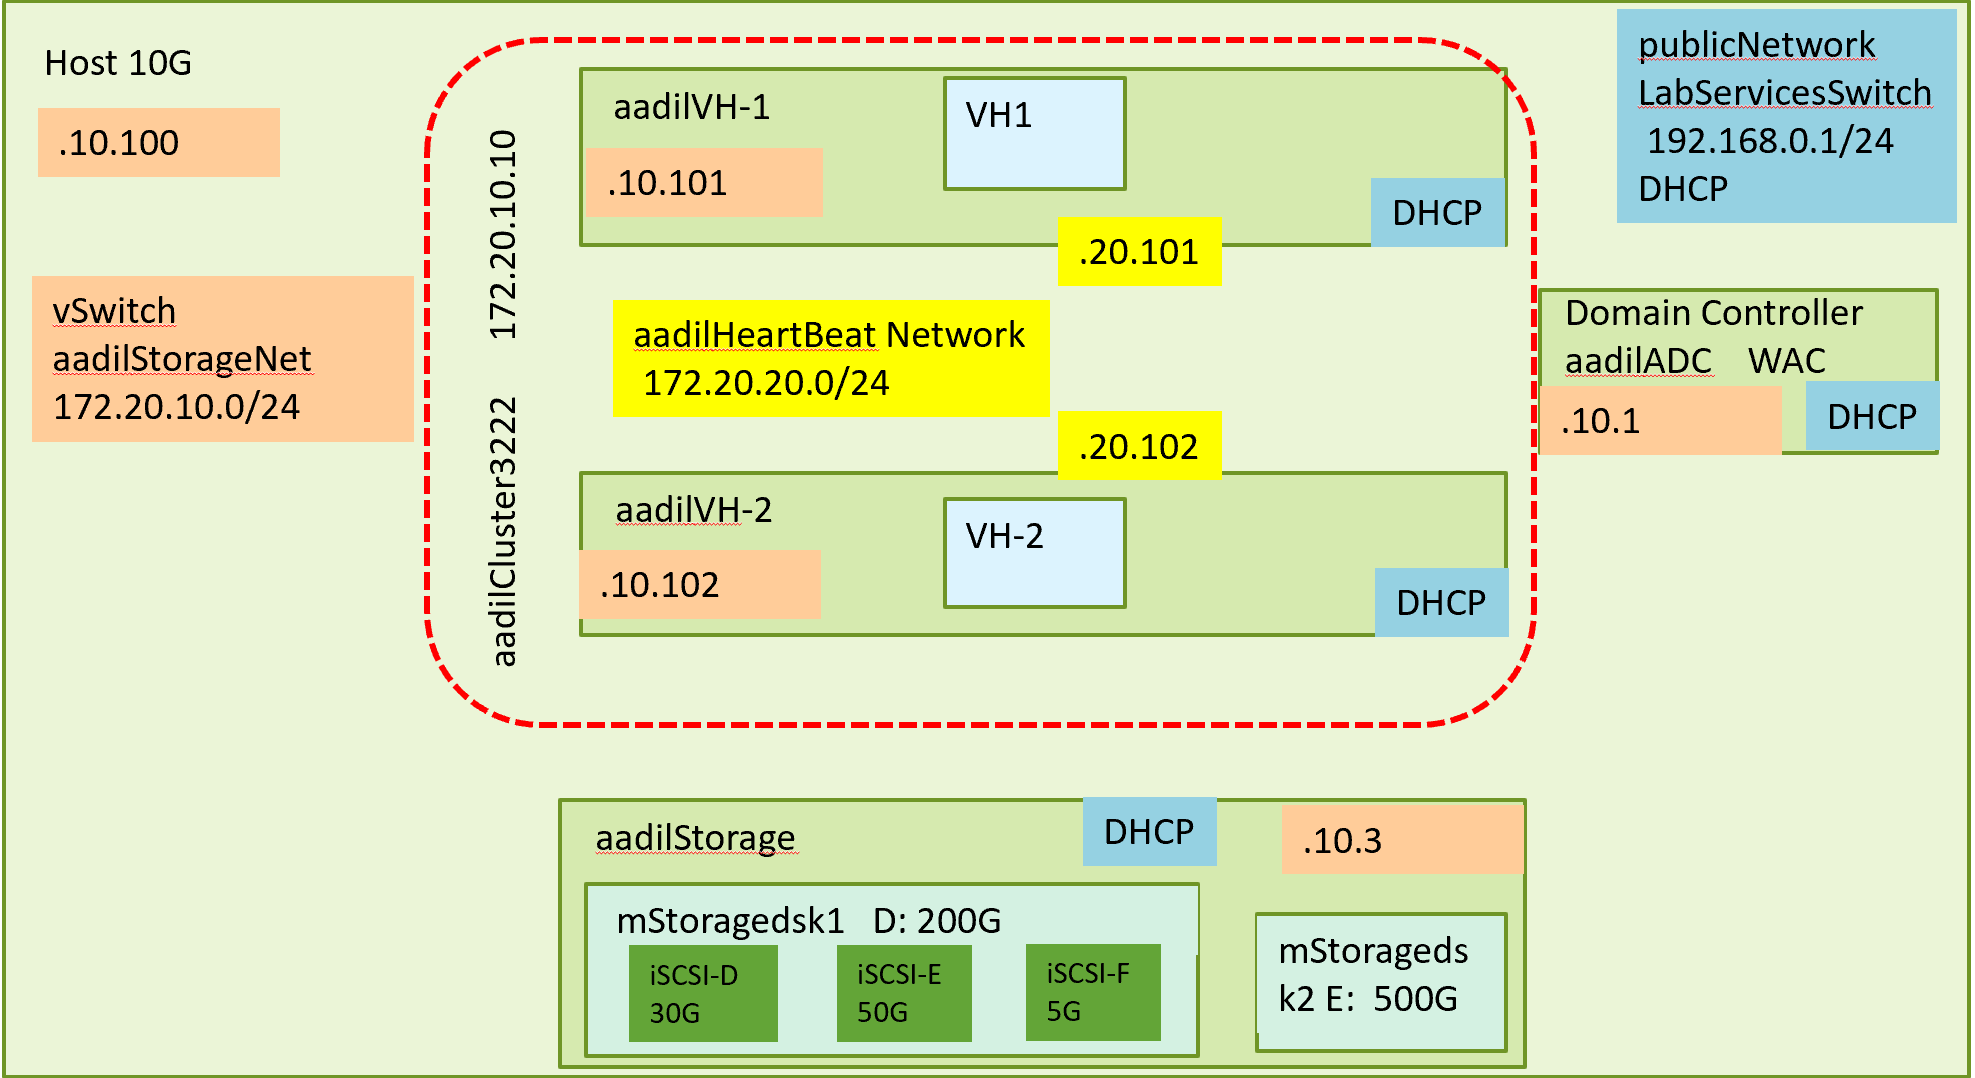 Host 10G
.10.100
vSwitch
aadilStorageNet
172.20.10.0/24
aadilCluster3222 172.20.10.10
aadilVH-1
.10.101
VH1
DHCP
.20.101
aadilHeartBeat Network
172.20.20.0/24
.20.102
aadilVH-2
.10.102
VH-2
DHCP
publicNetwork
LabServicesSwitch
192.168.0.1/24
DHCP
Domain Controller
aadilADC WAC
.10.1
DHCP
aadilStorage
DHCP
.10.3
mStoragedsk1 D: 200G
iSCSI-D
30G
iSCSI-E
50G
iSCSI-F
5G
mStorageds
k2 E: 500G